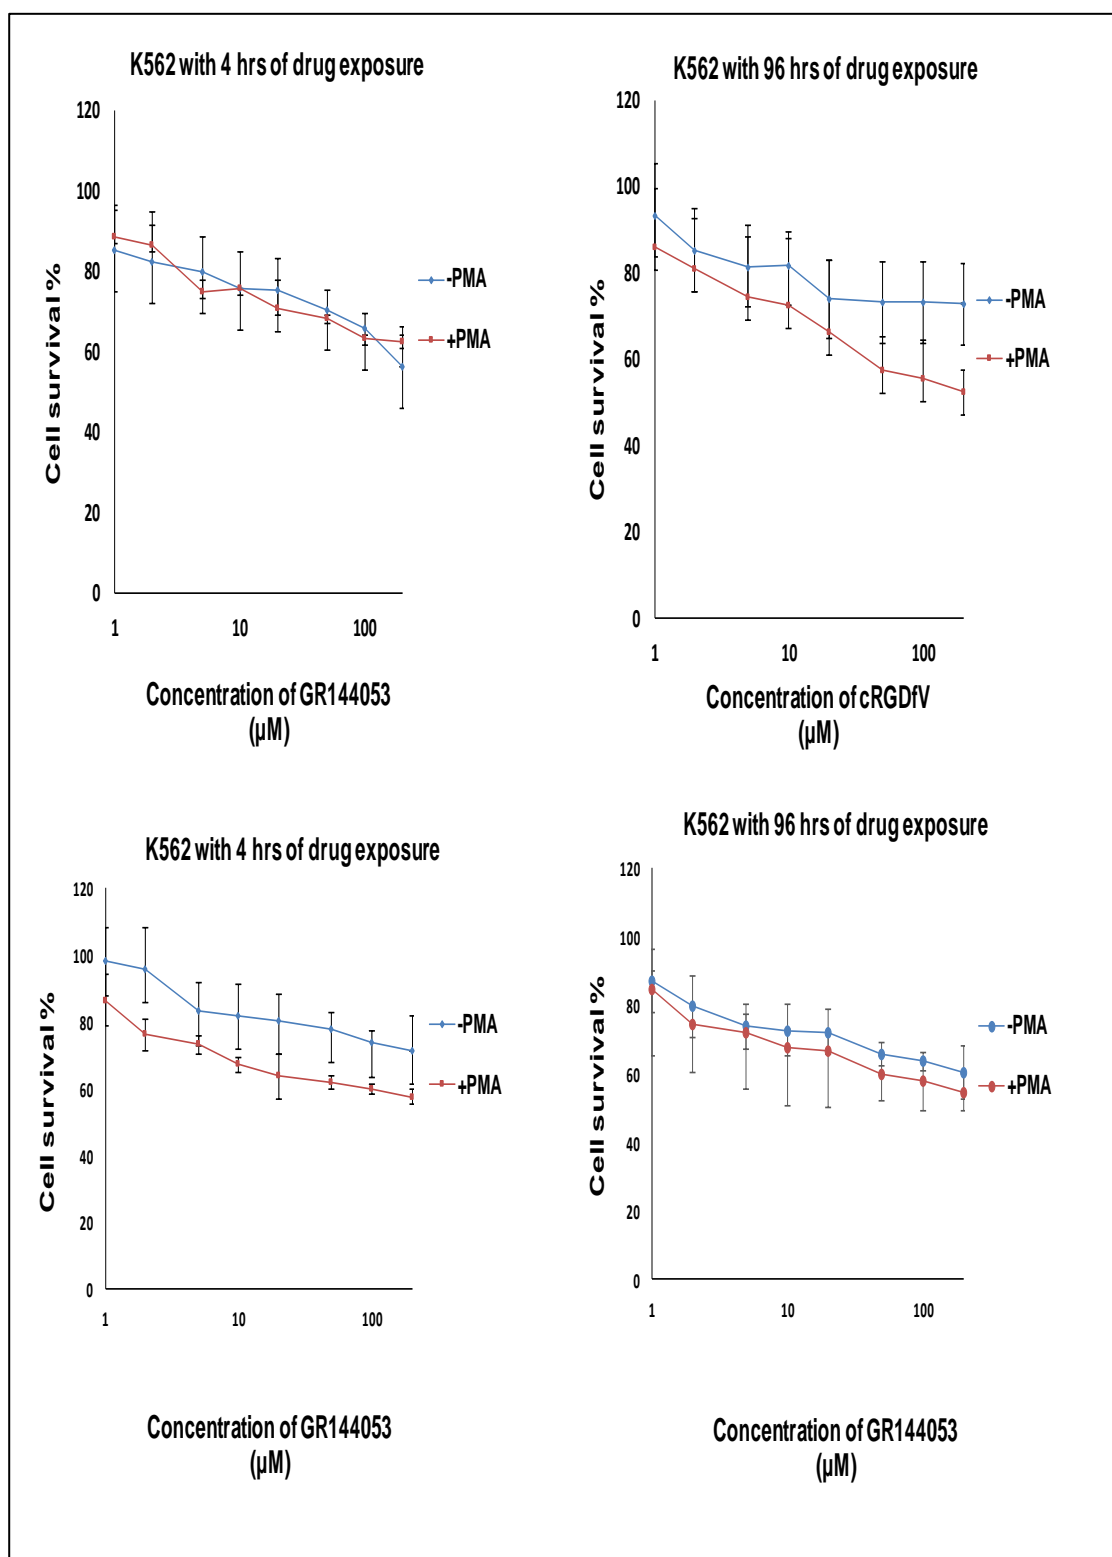 K562 with 4 hrs of drug exposure
120
100
80
60
40
20
0
Cell survival %
-PMA
+PMA
1 10 100
Concentration of GR144053
(µM)
K562 with 96 hrs of drug exposure
120
100
80
60
40
20
0
Cell survival %
-PMA
+PMA
1 10 100
Concentration of cRGDfV
(µM)
K562 with 4 hrs of drug exposure
120
100
80
60
40
20
0
Cell survival %
-PMA
+PMA
1 10 100
Concentration of GR144053
(µM)
K562 with 96 hrs of drug exposure
120
100
80
60
40
20
0
Cell survival %
-PMA
+PMA
1 10 100
Concentration of GR144053
(µM)